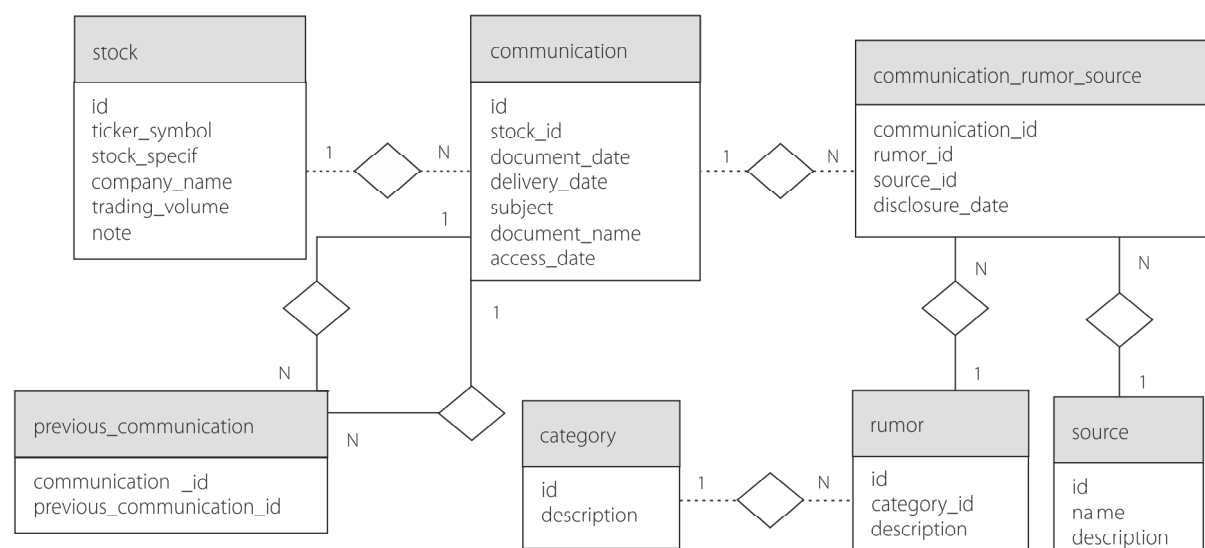 stock
id
ticker_symbol
stock_specif
company_name
trading_volume
note
1
N
communication
id
stock_id
document_date
delivery_date
subject
document_name
access_date
1
N
communication_rumor_source
communication_id
rumor_id
source_id
disclosure_date
1
N
1
N
previous_communication
communication _id
previous_communication_id
N
category
id
description
1
N
N
1
rumor
id
category_id
description
N
1
source
id
name
description